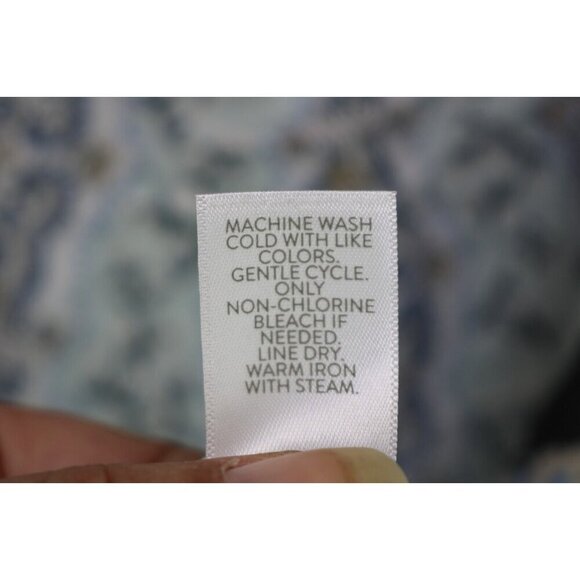 MACHINE WASH
COLD WITH LIKE
COLORS.
GENTLE CYCLE.
ONLY
NON-CHLORINE
BLEACH IF
NEEDED.
LINE DRY.
WARM IRON
WITH STEAM.